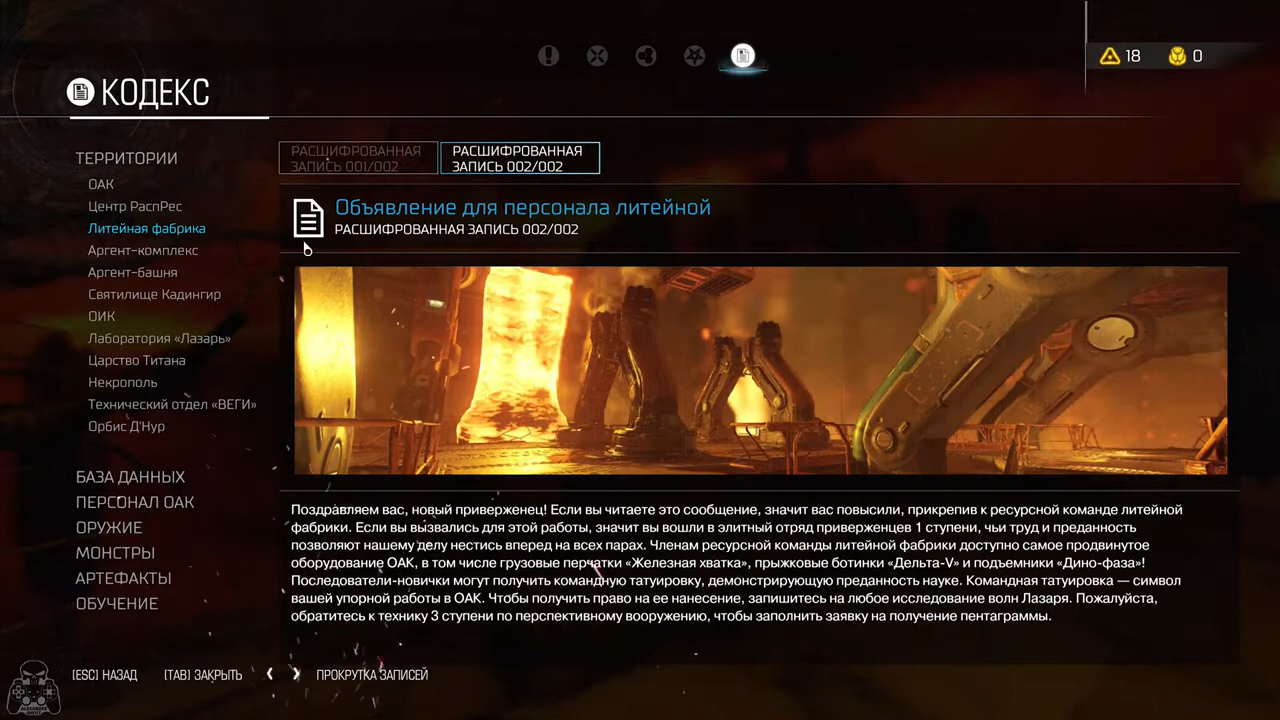 18 0
КОДЕКС
ТЕРРИТОРИИ
ОАК
Центр РаспРес
Литейная фабрика
Аргент-комплекс
Аргент-башня
Святилище Кадингир
ОИК
Лаборатория «Лазарь»
Царство Титана
Некрополь
Технический отдел «ВЕГИ»
Орбис Д'Нур
БАЗА ДАННЫХ
ПЕРСОНАЛ ОАК
ОРУЖИЕ
МОНСТРЫ
АРТЕФАКТЫ
ОБУЧЕНИЕ
РАСШИФРОВАННАЯ
ЗАПИСЬ 001/002
РАСШИФРОВАННАЯ
ЗАПИСЬ 002/002
Объявление для персонала литейной
РАСШИФРОВАННАЯ ЗАПИСЬ 002/002
Поздравляем вас, новый приверженец! Если вы читаете это сообщение, значит вас повысили, прикрепив к ресурсной команде литейной
фабрики. Если вы вызвались для этой работы, значит вы вошли в элитный отряд приверженцев 1 ступени, чьи труд и преданность
позволяют нашему делу нестись вперед на всех парах. Членам ресурсной команды литейной фабрики доступно самое продвинутое
оборудование ОАК, в том числе грузовые перчатки «Железная хватка», прыжковые ботинки «Дельта-V» и подъемники «Дино-фаза»!
Последователи-новички могут получить командную татуировку, демонстрирующую преданность науке. Командная татуировка — символ
вашей упорной работы в ОАК. Чтобы получить право на ее нанесение, запишитесь на любое исследование волн Лазаря. Пожалуйста,
обратитесь к технику 3 ступени по перспективному вооружению, чтобы заполнить заявку на получение пентаграммы.
[ESC] НАЗАД [TAB] ЗАКРЫТЬ ПРОКРУТКА ЗАПИСЕЙ